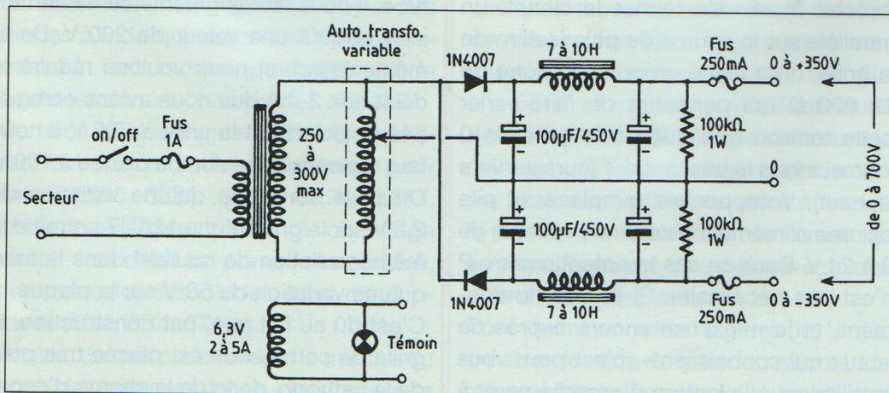 Auto.transfo.
variable
1N4007
7 à 10H
Fus
250mA
0 à +350V
on/off
Fus
1A
250
à
300V
max
100µF/450V
100kΩ
1W
0
Secteur
de 0 à 700V
100µF/450V
100kΩ
1W
1N4007
7 à 10H
Fus
250mA
0 à -350V
6,3V
2 à 5A
Témoin